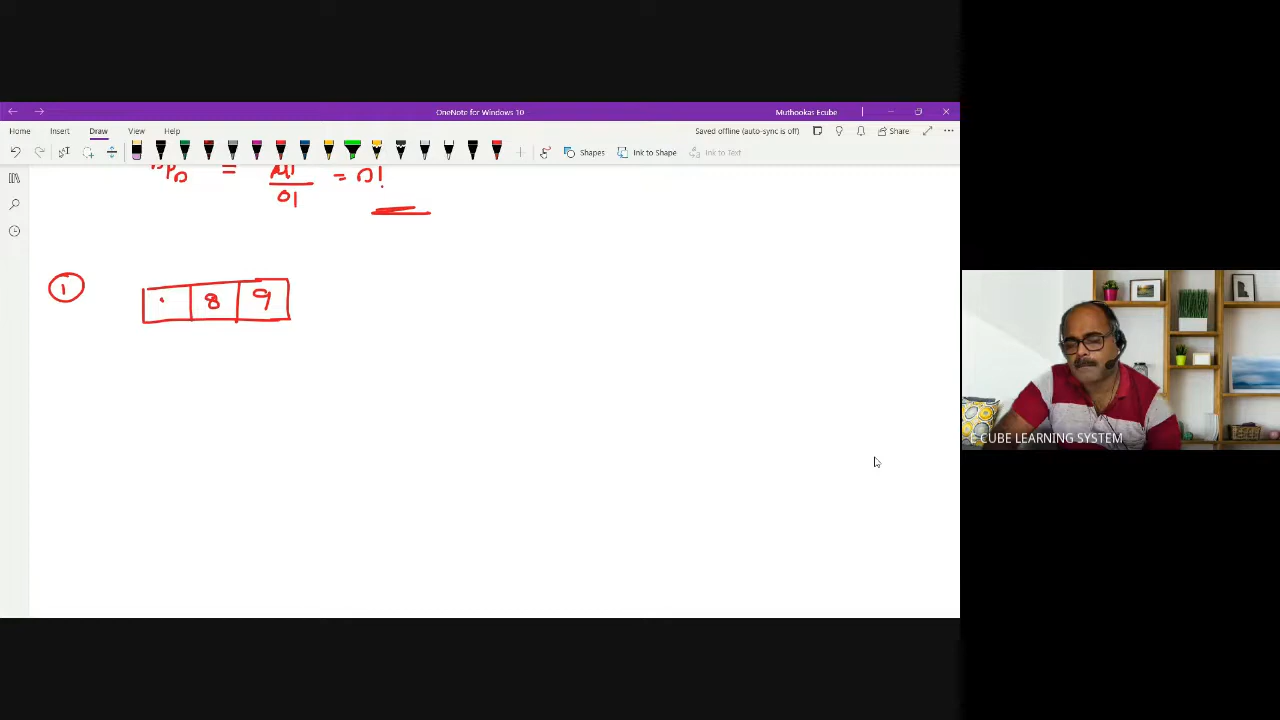 OneNote for Windows 10
Muthookas Ecube
Home Insert Draw View Help
Saved offline (auto-sync is off) Share
Shapes Ink to Shape Ink to Text
= n!
①
8 9
E CUBE LEARNING SYSTEM